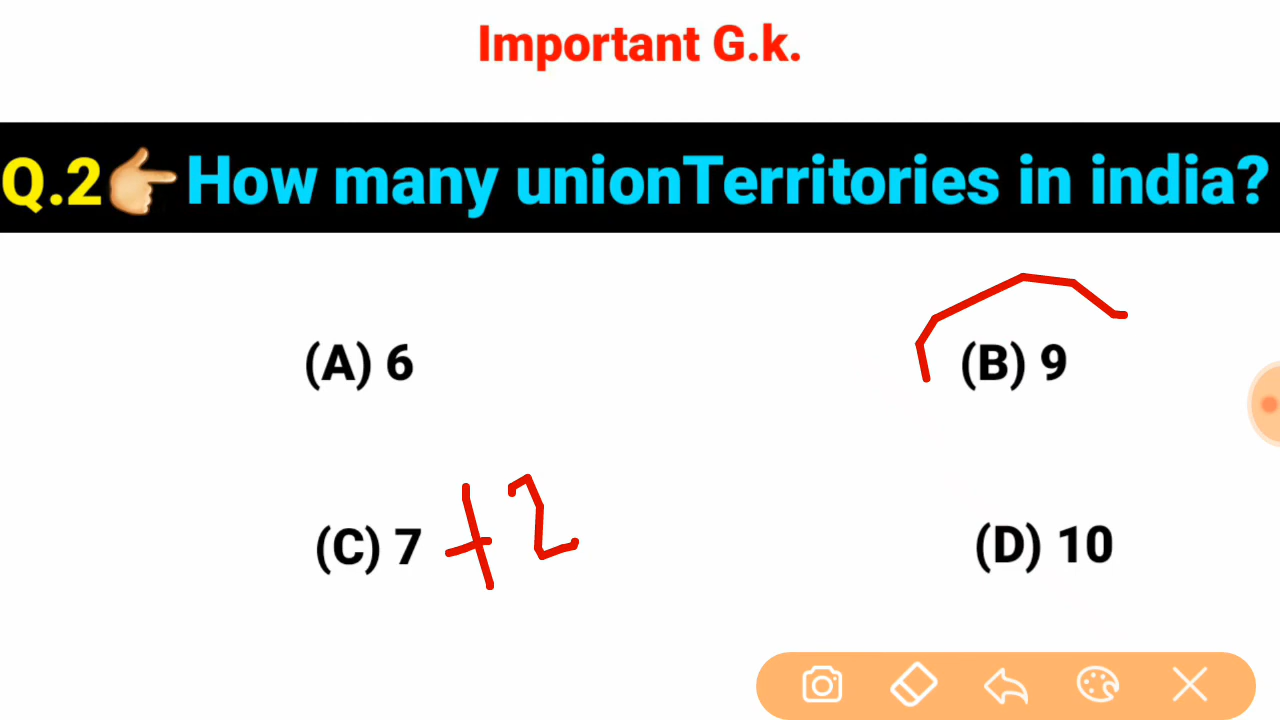 Important G.k.
Q.2👉 How many unionTerritories in india?
(A) 6
(B) 9
(C) 7 +2
(D) 10